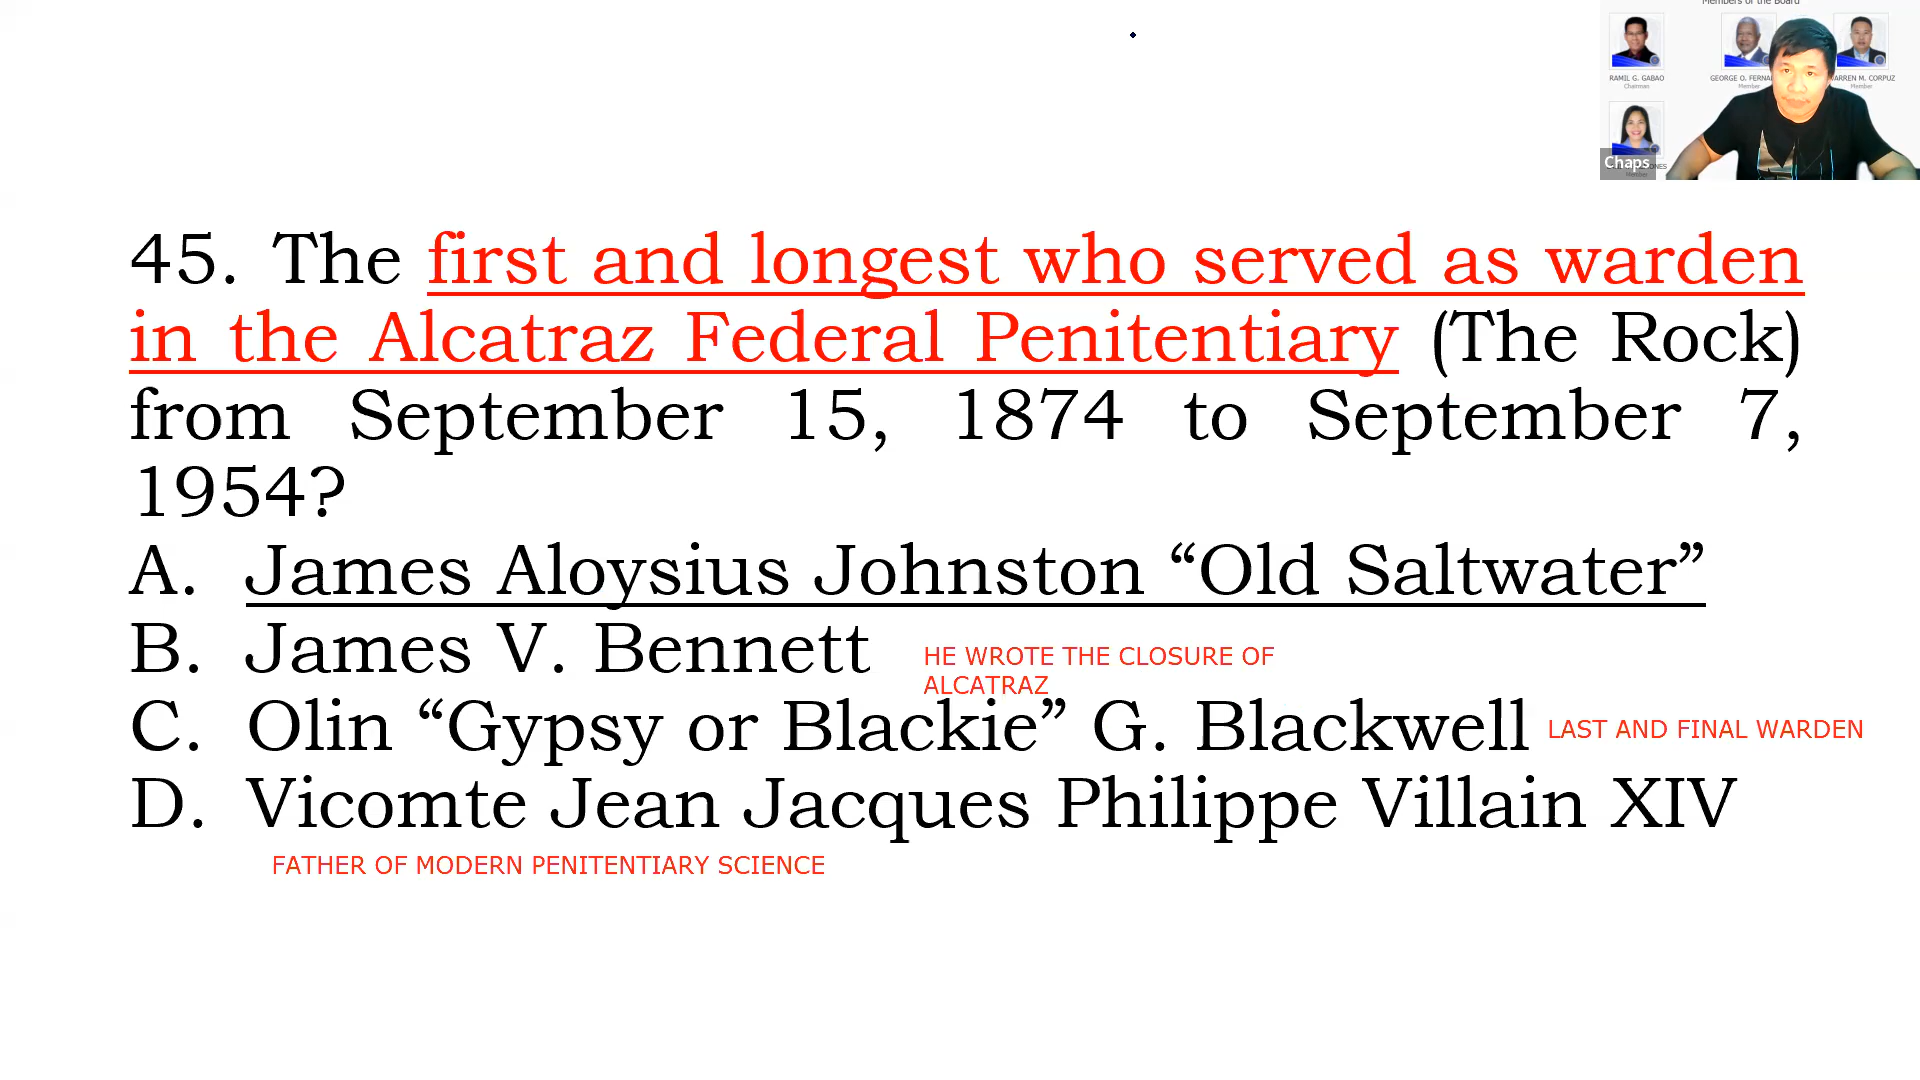 Members of the Board
RAMIL G. GABAO
Chairman
GEORGE O. FERNA
Member
ARREN M. CORPUZ
Member
Chaps
Member
45. The first and longest who served as warden
in the Alcatraz Federal Penitentiary (The Rock)
from September 15, 1874 to September 7,
1954?
A. James Aloysius Johnston “Old Saltwater”
B. James V. Bennett
HE WROTE THE CLOSURE OF
ALCATRAZ
C. Olin “Gypsy or Blackie” G. Blackwell
LAST AND FINAL WARDEN
D. Vicomte Jean Jacques Philippe Villain XIV
FATHER OF MODERN PENITENTIARY SCIENCE